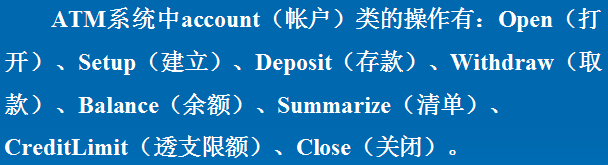 ATM系统中account（帐户）类的操作有：Open（打
开）、Setup（建立）、Deposit（存款）、Withdraw（取
款）、Balance（余额）、Summarize（清单）、
CreditLimit（透支限额）、Close（关闭）。